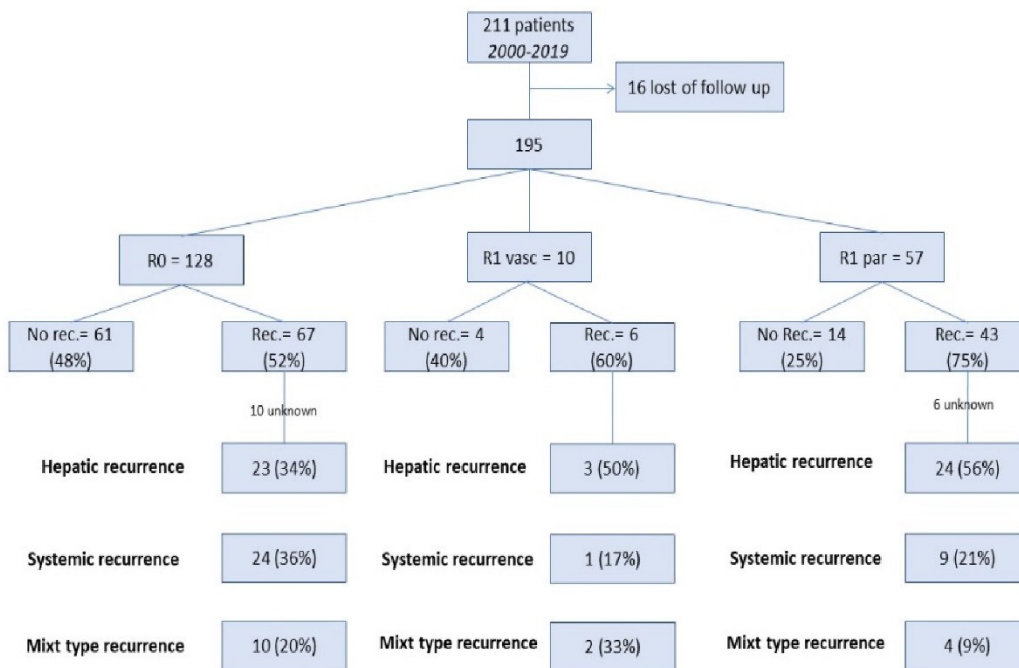 211 patients
2000-2019
16 lost of follow up
195
R0 = 128
R1 vasc = 10
R1 par = 57
No rec.= 61
(48%)
Rec.= 67
(52%)
No rec.= 4
(40%)
Rec.= 6
(60%)
No Rec.= 14
(25%)
Rec.= 43
(75%)
10 unknown
6 unknown
Hepatic recurrence
23 (34%)
Hepatic recurrence
3 (50%)
Hepatic recurrence
24 (56%)
Systemic recurrence
24 (36%)
Systemic recurrence
1 (17%)
Systemic recurrence
9 (21%)
Mixt type recurrence
10 (20%)
Mixt type recurrence
2 (33%)
Mixt type recurrence
4 (9%)